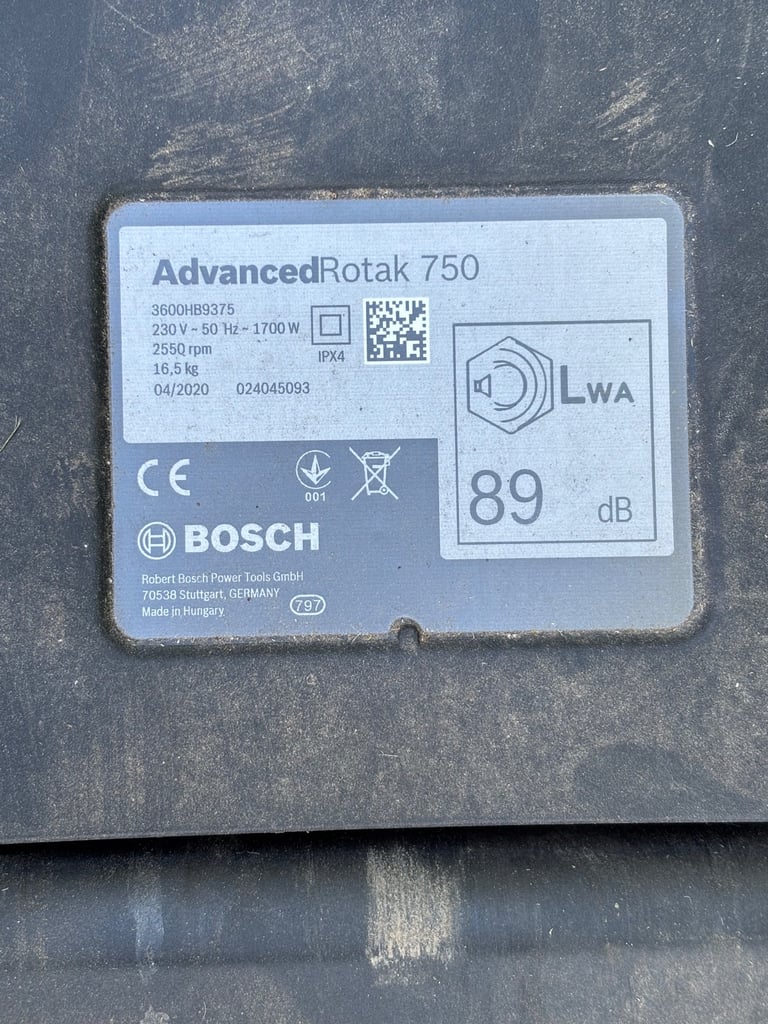 AdvancedRotak 750
3600HB9375
230 V ~ 50 Hz ~ 1700 W
2550 rpm
16,5 kg
04/2020 024045093
IPX4
LWA
89 dB
CE
001
BOSCH
Robert Bosch Power Tools GmbH
70538 Stuttgart, GERMANY
Made in Hungary
797